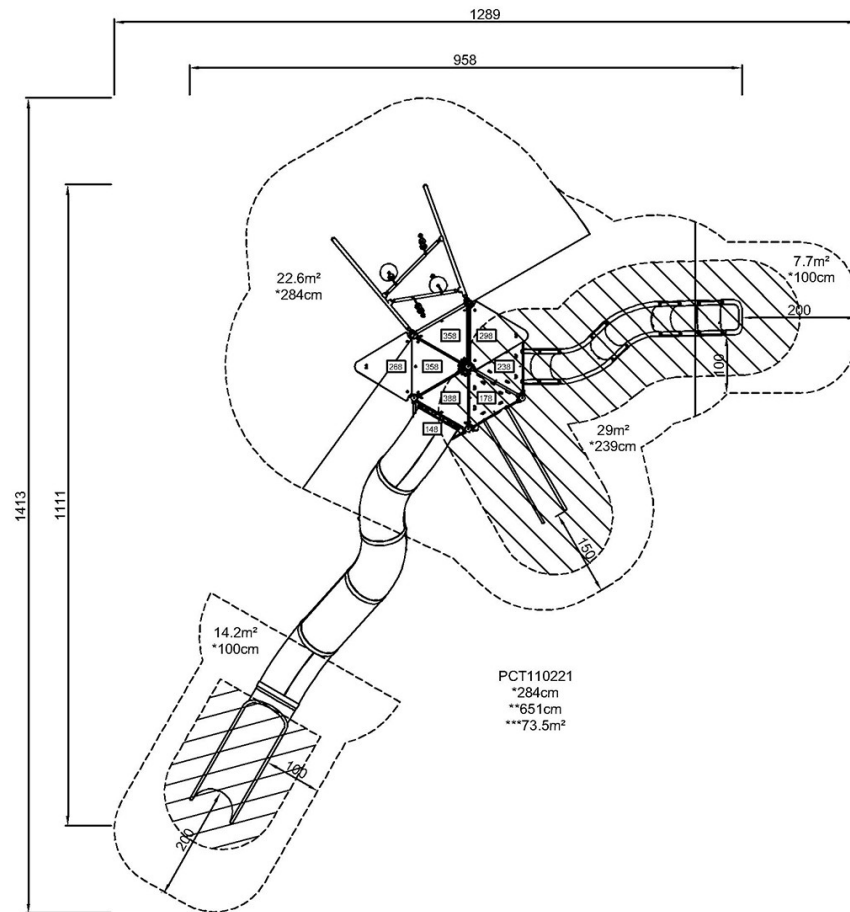 1289
958
1413
1111
22.6m²
*284cm
7.7m²
*100cm
200
100
358
298
268
358
238
388
178
148
29m²
*239cm
150
14.2m²
*100cm
100
200
PCT110221
*284cm
**651cm
***73.5m²